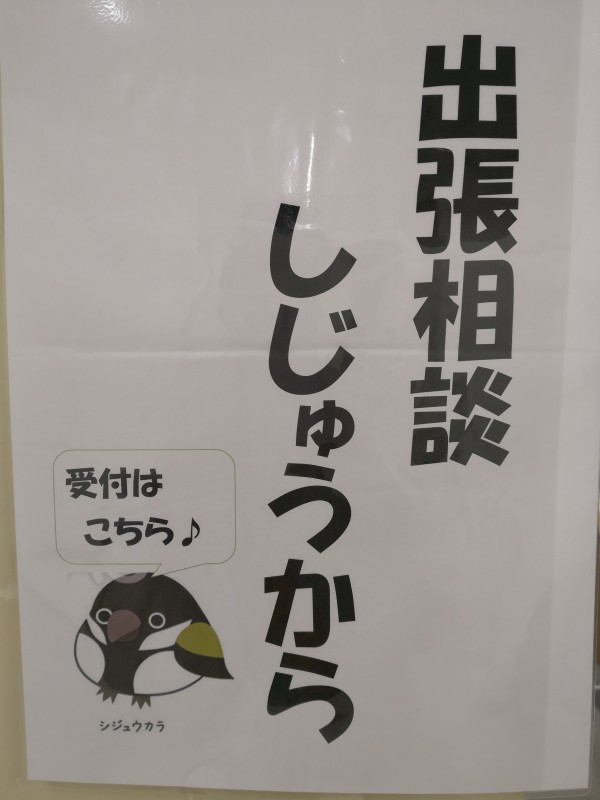 出張相談
しじゅうから
受付は
こちら♪
シジュウカラ